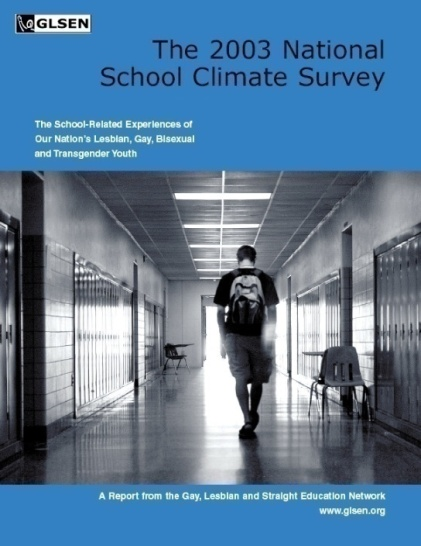 GLSEN
The 2003 National
School Climate Survey
The School-Related Experiences of
Our Nation's Lesbian, Gay, Bisexual
and Transgender Youth
A Report from the Gay, Lesbian and Straight Education Network
www.glsen.org